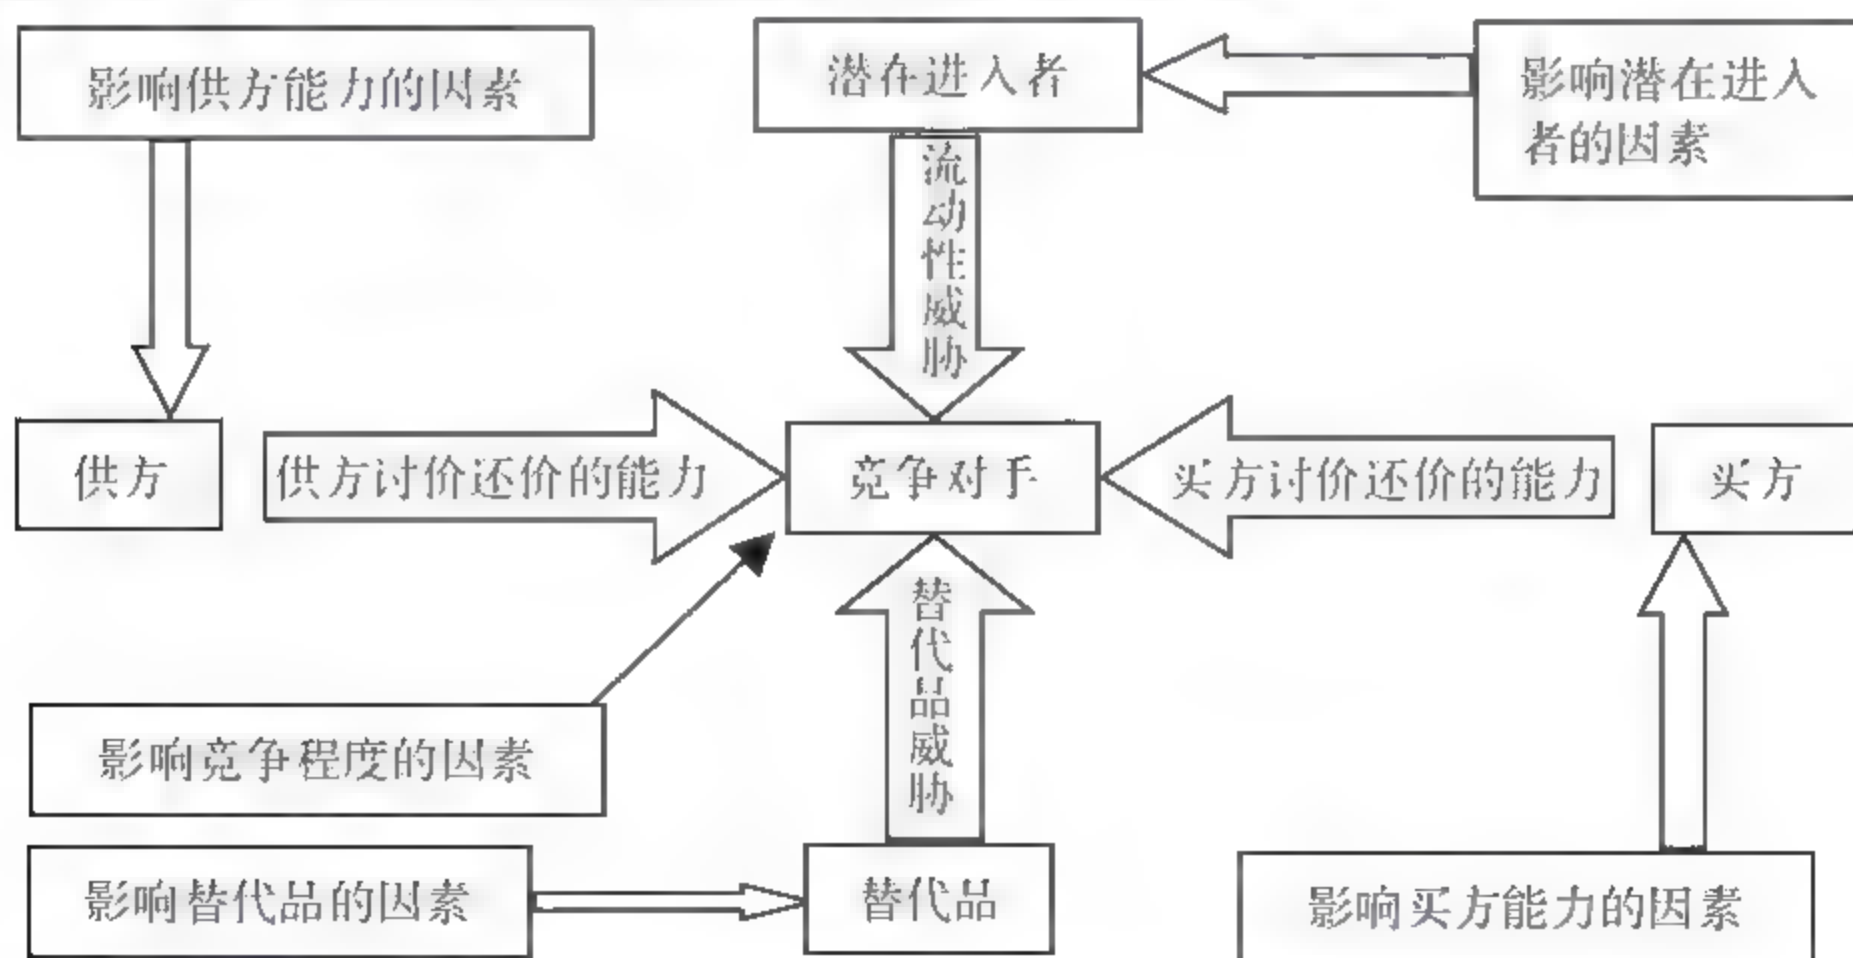 影响供方能力的因素
潜在进入者
影响潜在进入
者的因素
流动性威胁
供方
供方讨价还价的能力
竞争对手
买方讨价还价的能力
买方
替代品威胁
影响竞争程度的因素
影响替代品的因素
替代品
影响买方能力的因素